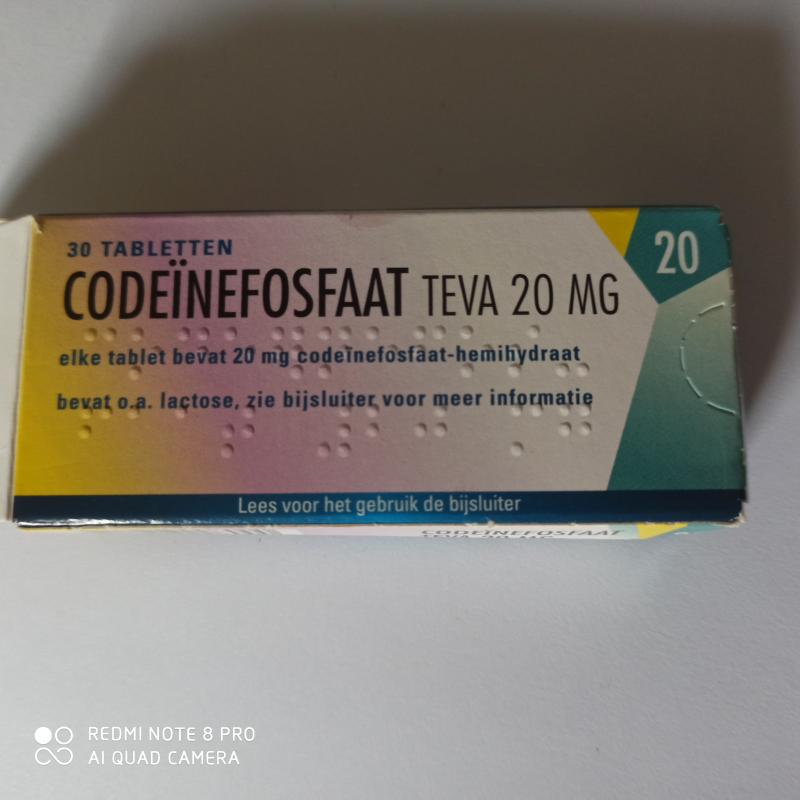 30 TABLETTEN
CODEÏNEFOSFAAT TEVA 20 MG
20
elke tablet bevat 20 mg codeïnefosfaat-hemihydraat
bevat o.a. lactose, zie bijsluiter voor meer informatie
Lees voor het gebruik de bijsluiter
CODEÏNEFOSFAAT
REDMI NOTE 8 PRO
AI QUAD CAMERA